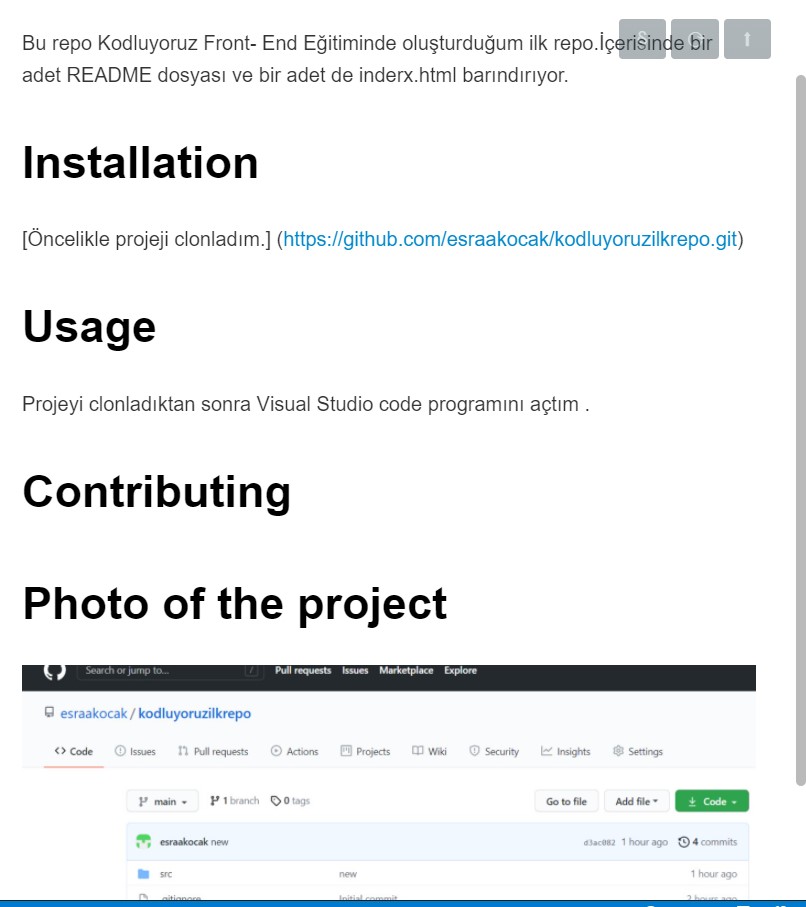 Bu repo Kodluyoruz Front- End Eğitiminde oluşturduğum ilk repo.İçerisinde bir
adet README dosyası ve bir adet de inderx.html barındırıyor.
Installation
[Öncelikle projeji clonladım.] (https://github.com/esraakocak/kodluyoruzilkrepo.git)
Usage
Projeyi clonladıktan sonra Visual Studio code programını açtım .
Contributing
Photo of the project
Search or jump to... / Pull requests Issues Marketplace Explore
esraakocak / kodluyoruzilkrepo
<> Code Issues Pull requests Actions Projects Wiki Security Insights Settings
main 1 branch 0 tags Go to file Add file Code
esraakocak new d3ac082 1 hour ago 4 commits
src new 1 hour ago
.gitignore Initial commit 2 hours ago